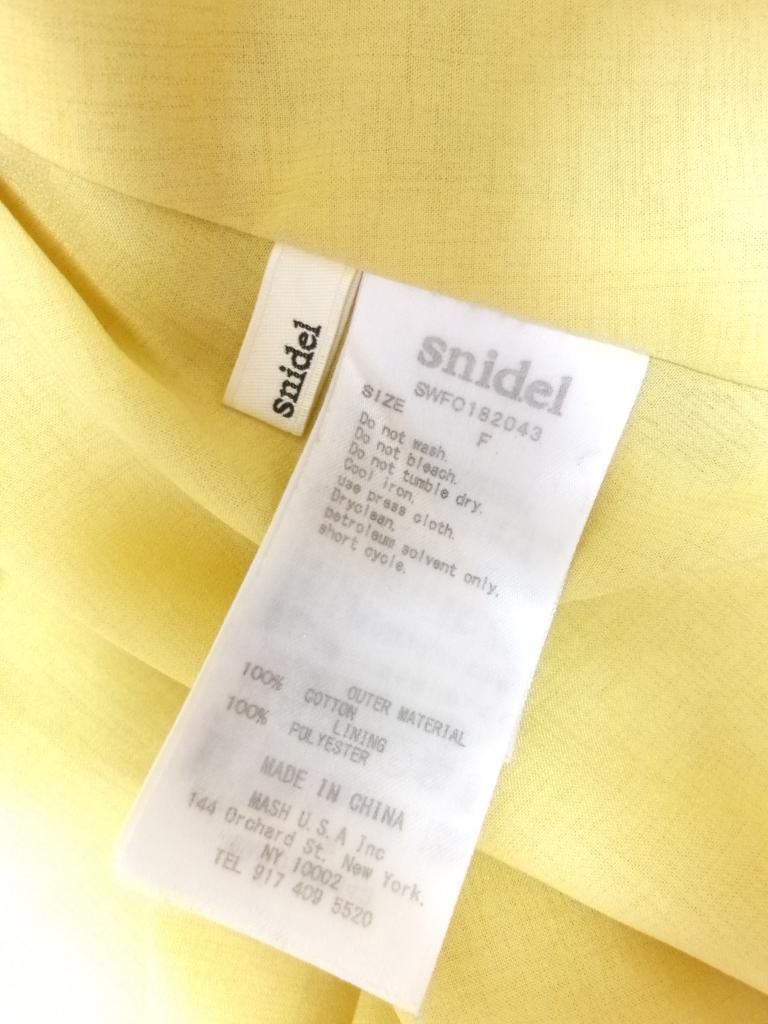 snidel
snidel
SWFO182043
SIZE F
Do not wash.
Do not bleach.
Do not tumble dry.
Cool iron,
use press cloth.
Dryclean,
petroleum solvent only,
short cycle.
OUTER MATERIAL
100% COTTON
LINING
100% POLYESTER
MADE IN CHINA
MASH U.S.A Inc
144 Orchard St, New York,
NY 10002
TEL 917 409 5520